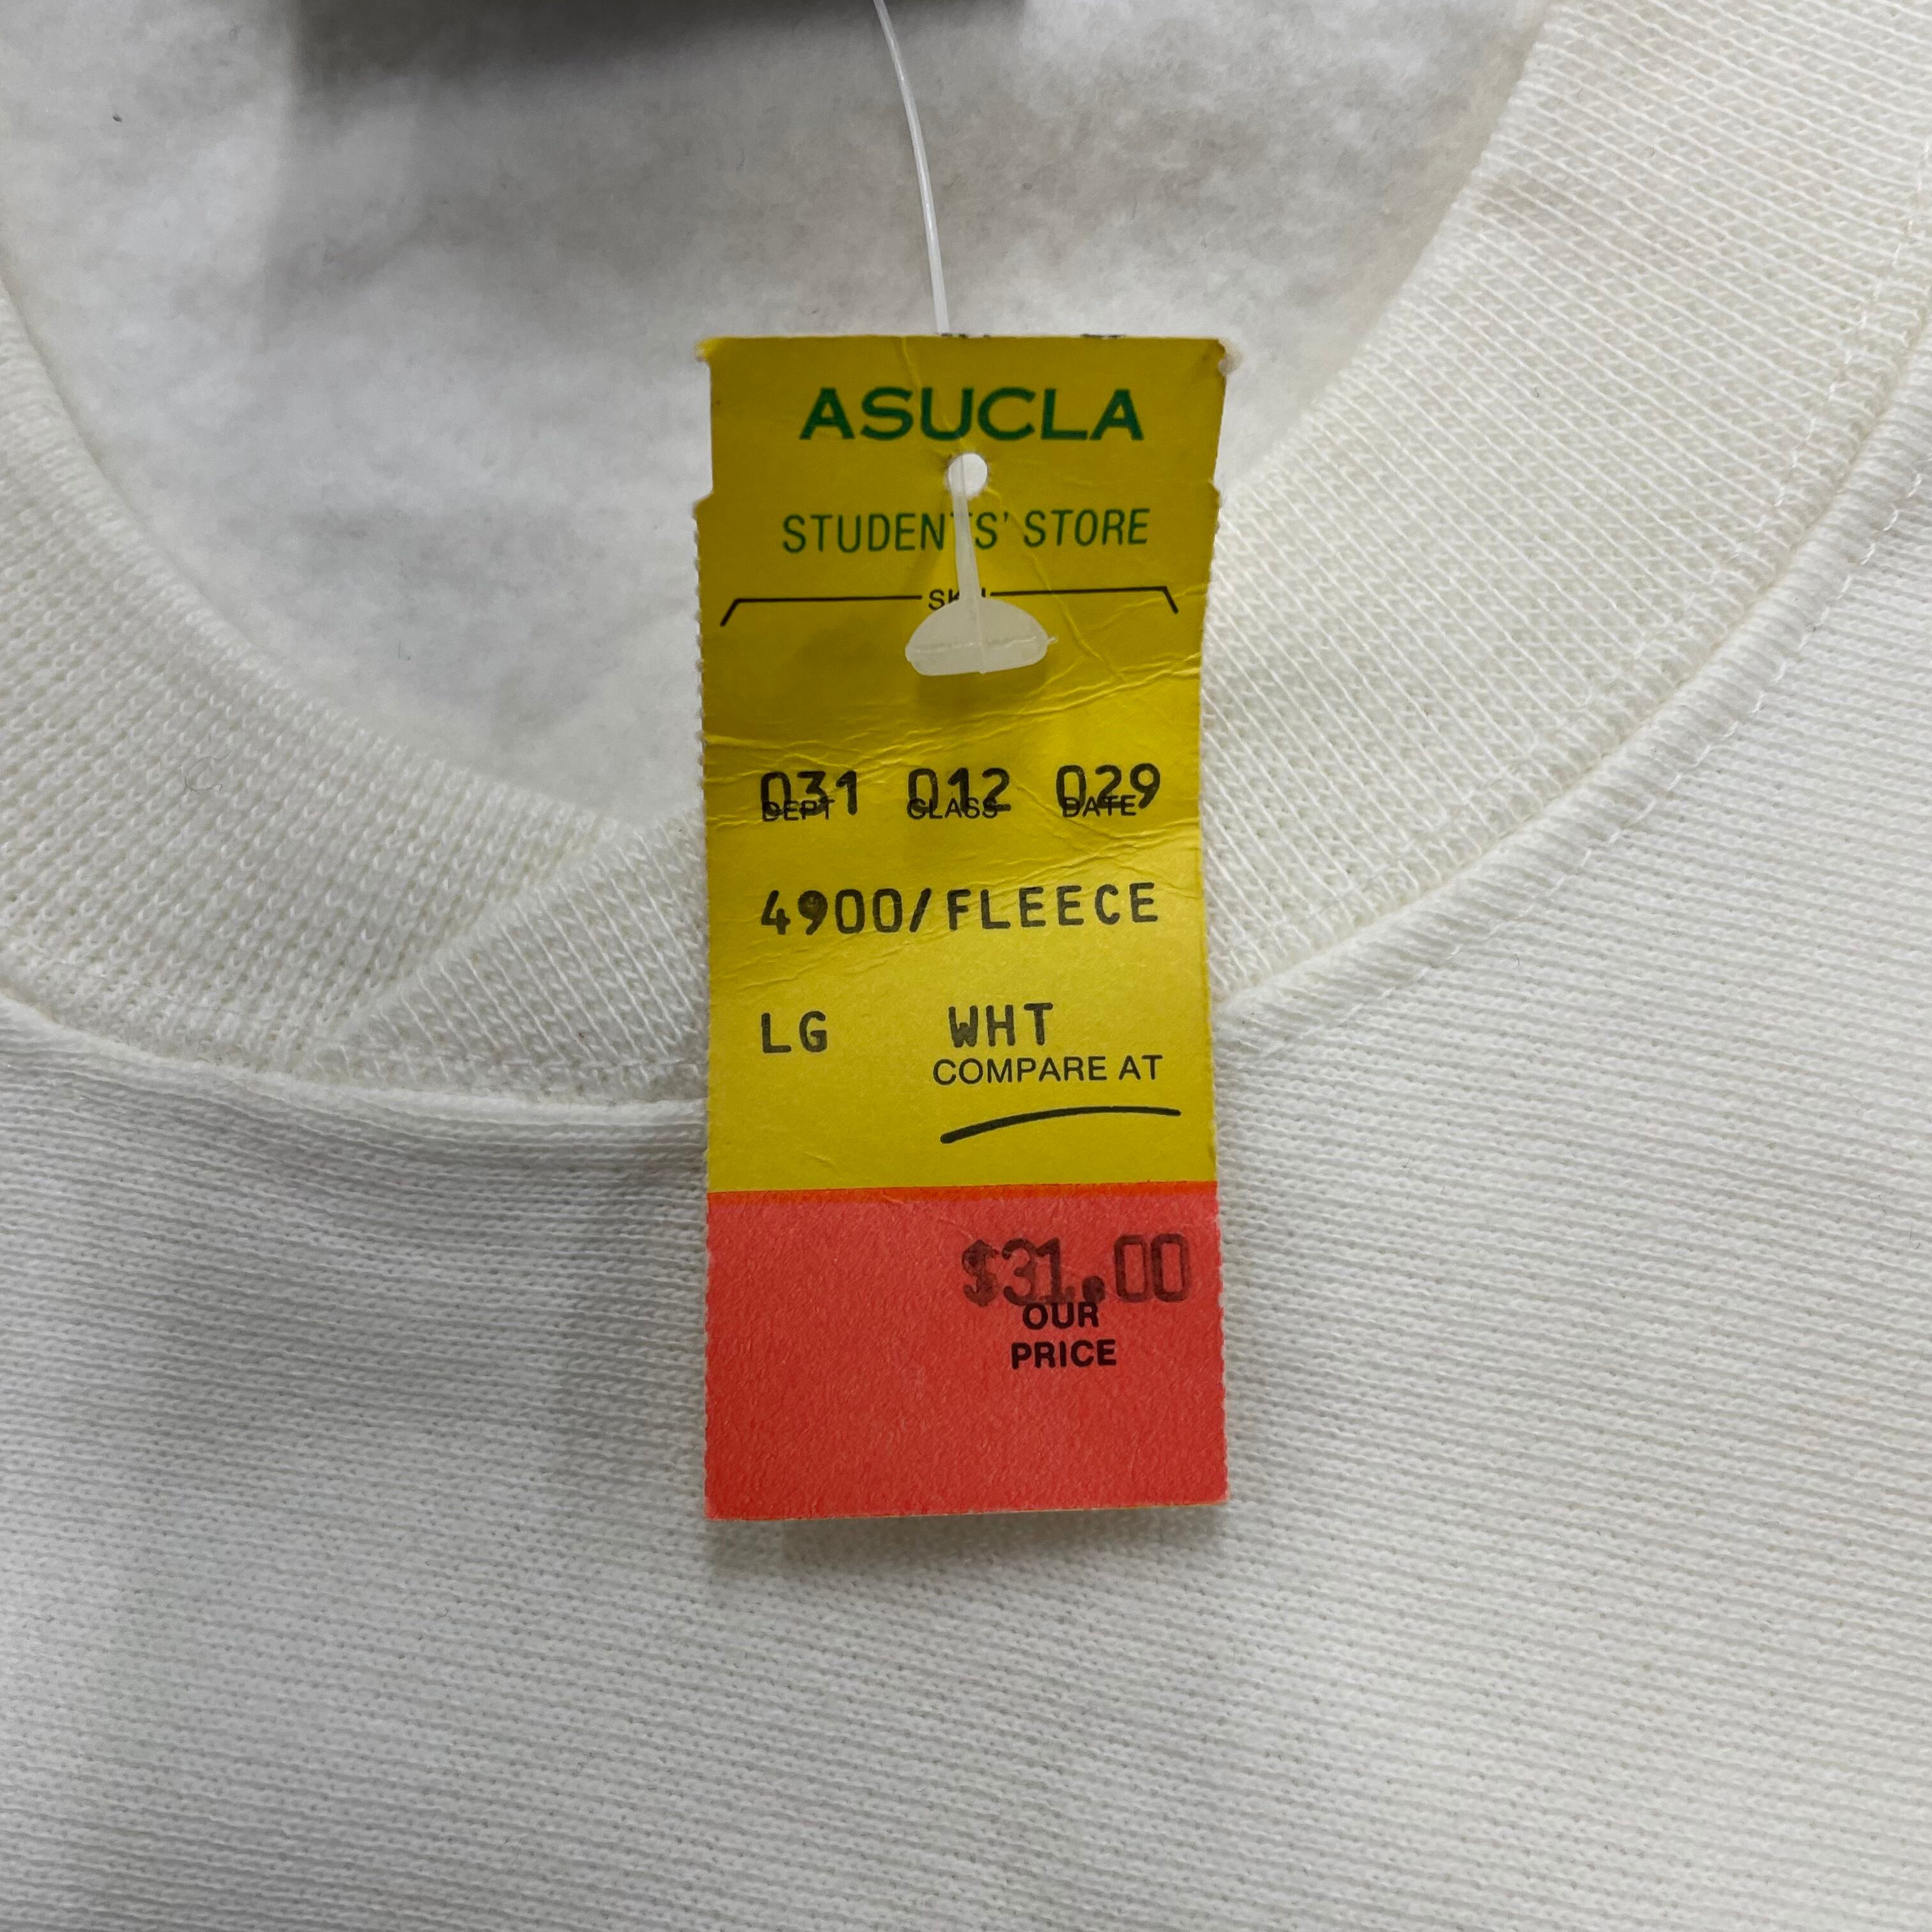 ASUCLA
STUDENTS' STORE
SKU
031 012 029
DEPT CLASS DATE
4900/FLEECE
LG WHT
COMPARE AT
$31.00
OUR
PRICE